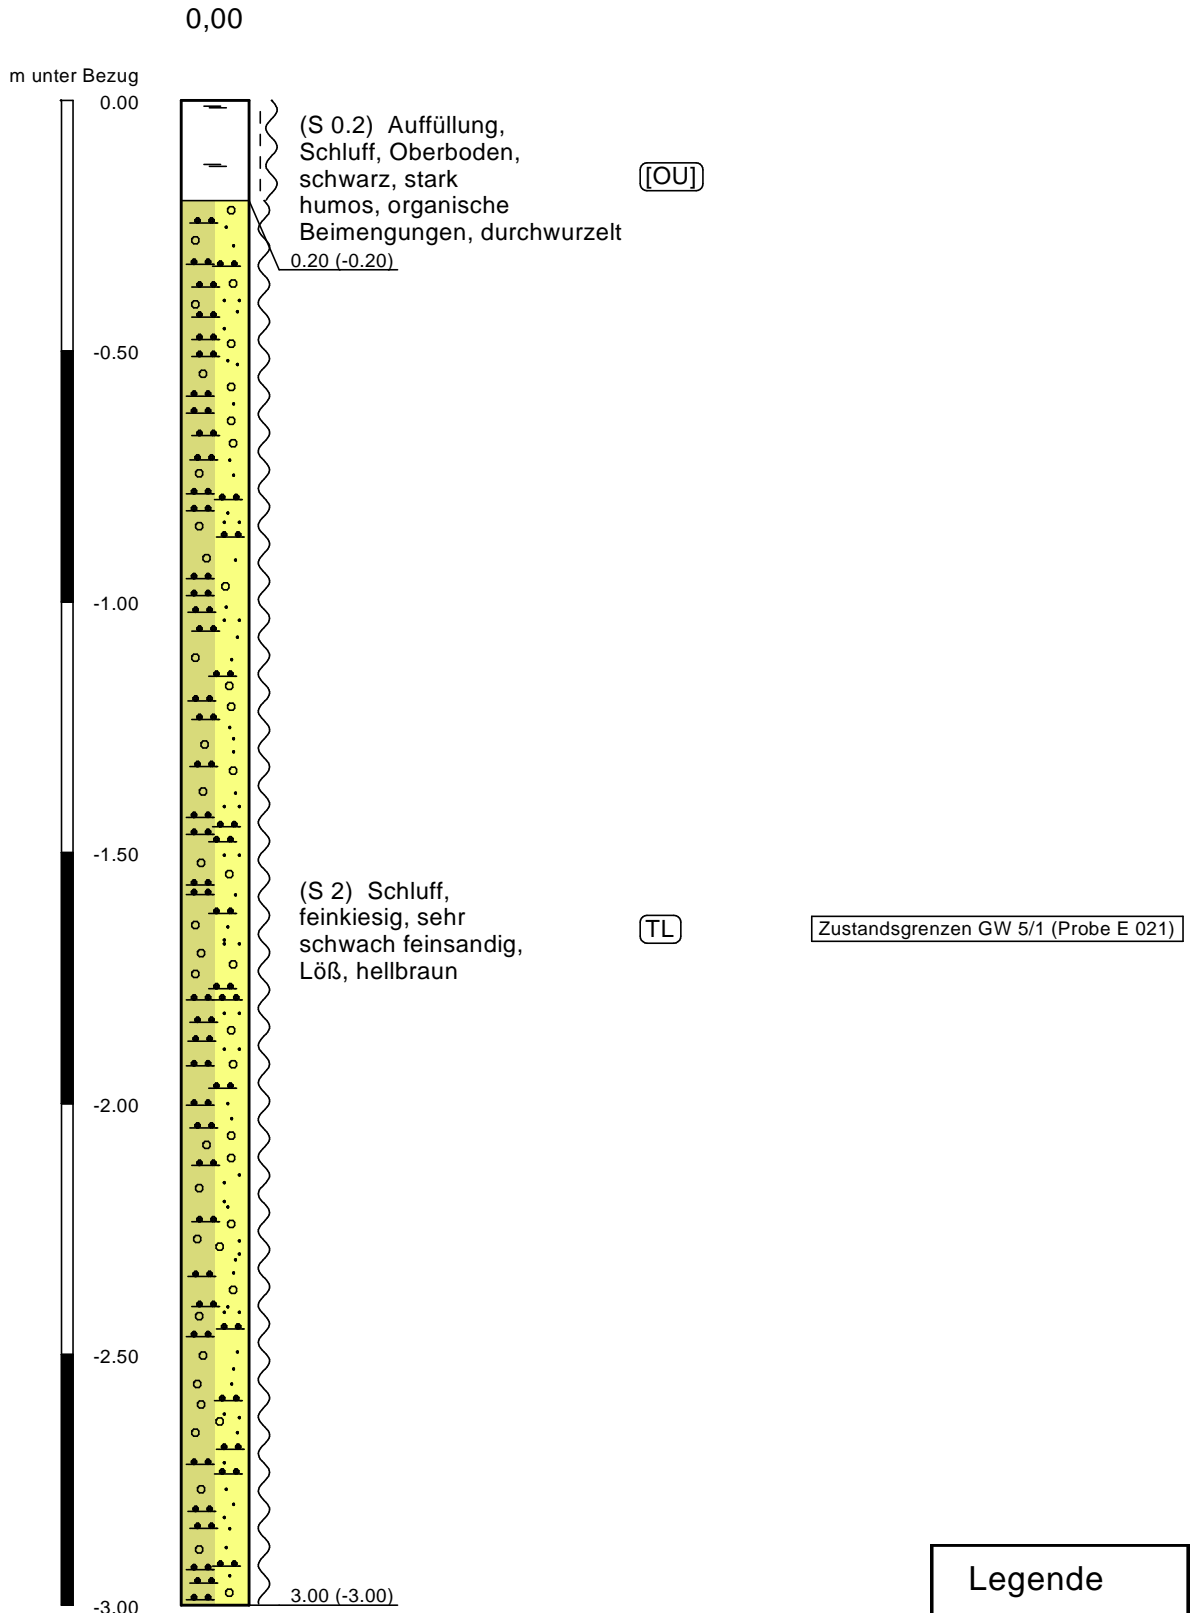 0,00
m unter Bezug
0.00
(S 0.2) Auffüllung,
Schluff, Oberboden,
schwarz, stark
humos, organische
Beimengungen, durchwurzelt
[OU]
0.20 (-0.20)
-0.50
-1.00
-1.50
(S 2) Schluff,
feinkiesig, sehr
schwach feinsandig,
Löß, hellbraun
TL
Zustandsgrenzen GW 5/1 (Probe E 021)
-2.00
-2.50
Legende
3.00 (-3.00)
-3.00